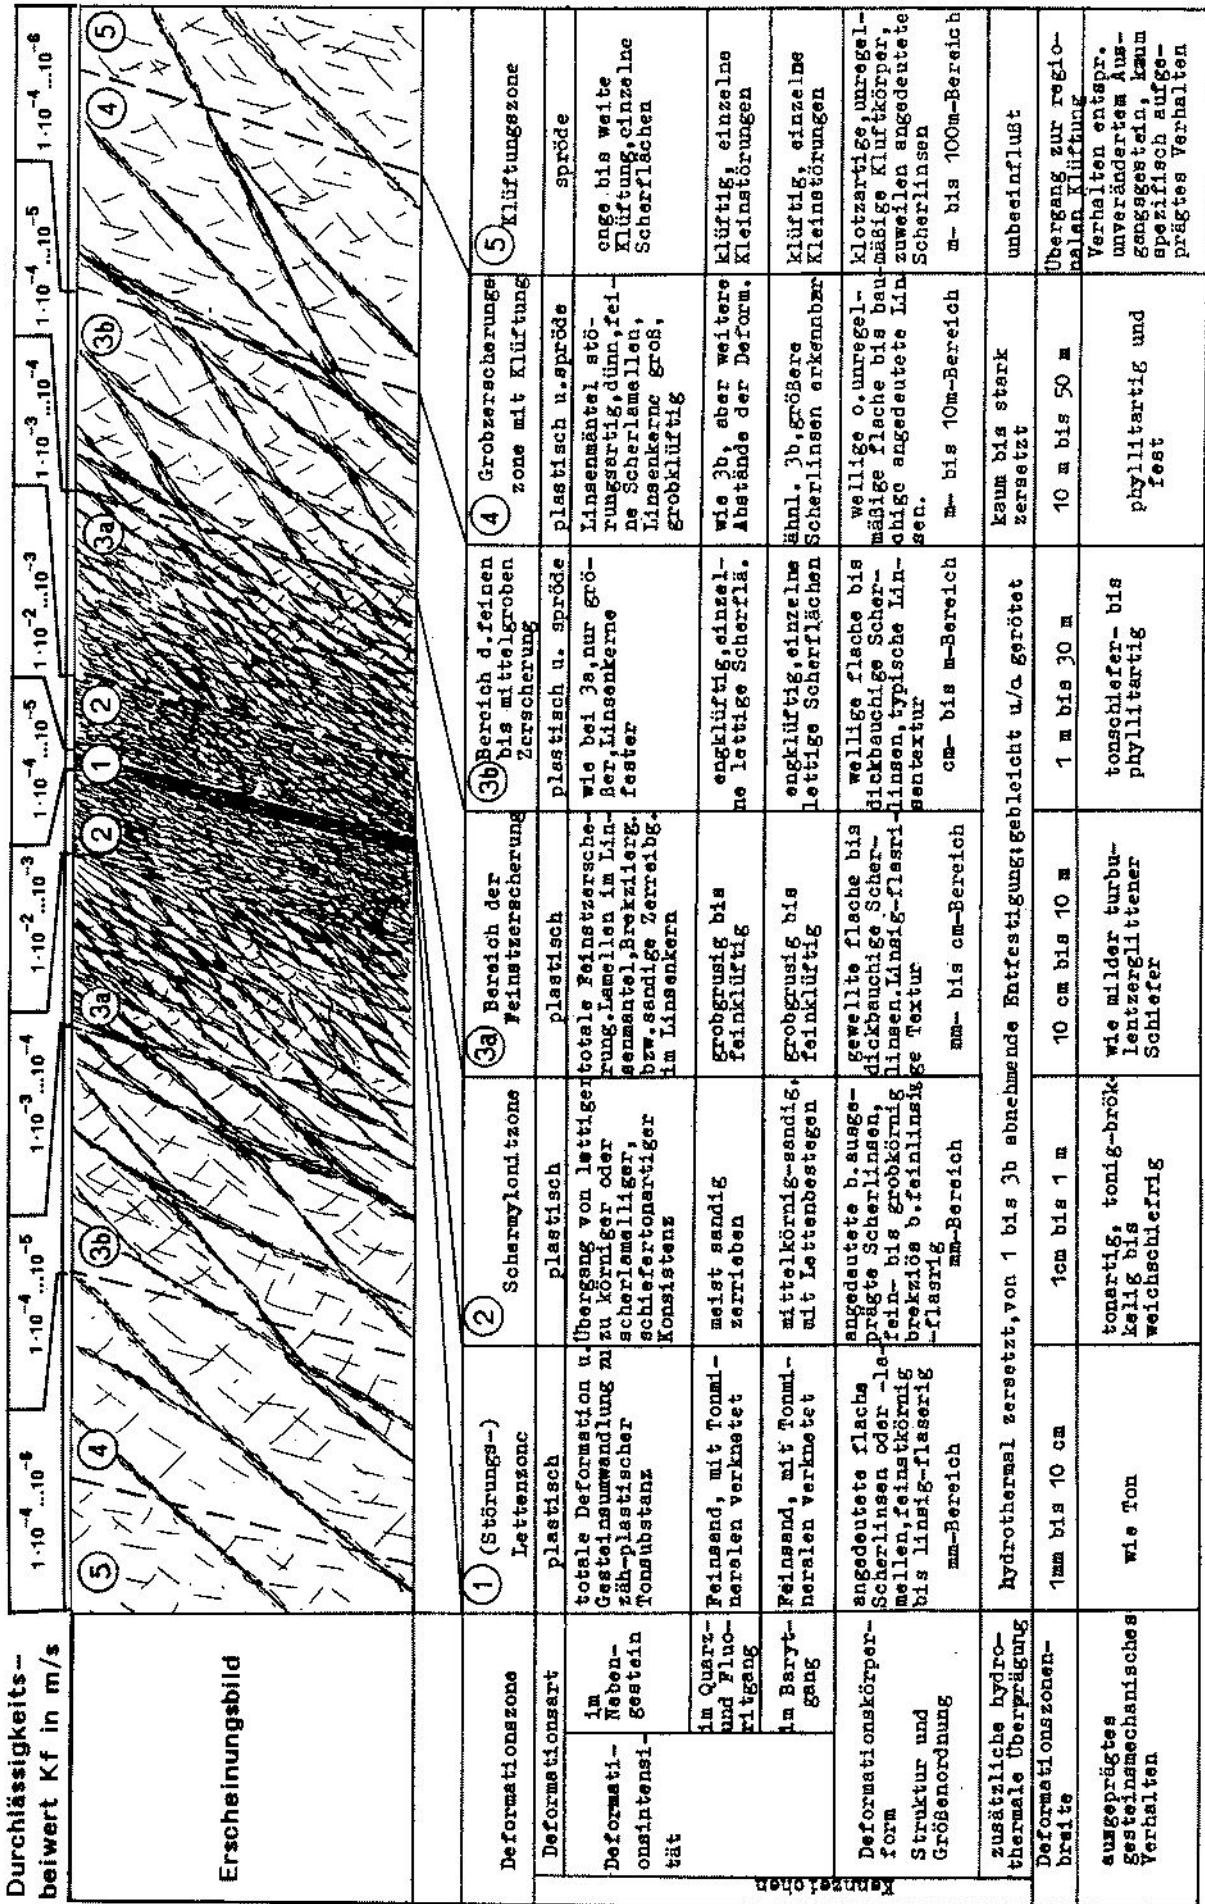 Durchlässigkeits-
beiwert Kf in m/s
1·10⁻⁴ ...10⁻⁶
1·10⁻⁴ ...10⁻⁵
1·10⁻³ ...10⁻⁴
1·10⁻² ...10⁻³
1·10⁻⁴ ...10⁻⁵
1·10⁻² ...10⁻³
1·10⁻³ ...10⁻⁴
1·10⁻⁴ ...10⁻⁵
1·10⁻⁴ ...10⁻⁶
Erscheinungsbild
5
4
3b
3a
2
1
2
3a
3b
4
5
Kennzeichen
Deformationszone
1 (Störungs-)
Lettenzone
2 Schermylonitzone
3a Bereich der
Feinstzerscherung
3b Bereich d.feinen
bis mittelgroben
Zerscherung
4 Grobzerscherungs
zone mit Klüftung
5 Klüftungszone
Deformationsart
plastisch
plastisch
plastisch
plastisch u. spröde
plastisch u.spröde
spröde
Deformati-
onsintensi-
tät
im
Neben-
gestein
totale Deformation u.
Gesteinsumwandlung zu
zäh-plastischer
Tonsubstanz
Übergang von lettiger
zu körniger oder
scherlamelliger,
schiefertonartiger
Konsistenz
totale Feinstzersche-
rung.Lamellen im Lin-
senmantel,Brekziierg.
bzw.sandige Zerreibg.
im Linsenkern
wie bei 3a,nur grö-
ßer,Linsenkerne
fester
Linsenmäntel stö-
rungsartig,dünn,fei-
ne Scherlamellen,
Linsenkerne groß,
grobklüftig
enge bis weite
Klüftung,einzelne
Scherflächen
im Quarz-
und Fluo-
ritgang
Feinsand, mit Tonmi-
neralen verknetet
meist sandig
zerrieben
grobgrusig bis
feinklüftig
engklüftig,einzel-
ne lettige Scherflä.
wie 3b, aber weitere
Abstände der Deform.
klüftig, einzelne
Kleinstörungen
im Baryt-
gang
Feinsand, mit Tonmi-
neralen verknetet
mittelkörnig-sandig,
mit Lettenbestegen
grobgrusig bis
feinklüftig
engklüftig,einzelne
lettige Scherflächen
ähnl. 3b,größere
Scherlinsen erkennbar
klüftig, einzelne
Kleinstörungen
Deformationskörper-
form
Struktur und
Größenordnung
angedeutete flache
Scherlinsen oder -la-
mellen,feinstkörnig
bis linsig-flaserig
mm-Bereich
angedeutete b.ausge-
prägte Scherlinsen,
fein- bis grobkörnig
brekziös b.feinlinsig
-flasrig
mm-Bereich
gewellte flache bis
dickbauchige Scher-
linsen.Linsig-flasri-
ge Textur
mm- bis cm-Bereich
wellige flache bis
dickbauchige Scher-
linsen,typische Lin-
sentextur
cm- bis m-Bereich
wellige o.unregel-
mäßige flache bis bau-
chige angedeutete Lin
sen.
m- bis 10m-Bereich
klotzartige,unregel-
mäßige Kluftkörper,
zuweilen angedeutete
Scherlinsen
m- bis 100m-Bereich
zusätzliche hydro-
thermale Überprägung
hydrothermal zersetzt,von 1 bis 3b abnehmende Entfestigung;gebleicht u/o gerötet
kaum bis stark
zersetzt
unbeeinflußt
Deformationszonen-
breite
1mm bis 10 cm
1cm bis 1 m
10 cm bis 10 m
1 m bis 30 m
10 m bis 50 m
Übergang zur regio-
nalen Klüftung
ausgeprägtes
gesteinsmechanisches
Verhalten
wie Ton
tonartig, tonig-brök-
kelig bis
weichschiefrig
wie milder turbu-
lentzerglittener
Schiefer
tonschiefer- bis
phyllitartig
phyllitartig und
fest
Verhalten entspr.
unverändertem Aus-
gangsgestein, kaum
spezifisch aufge-
prägtes Verhalten